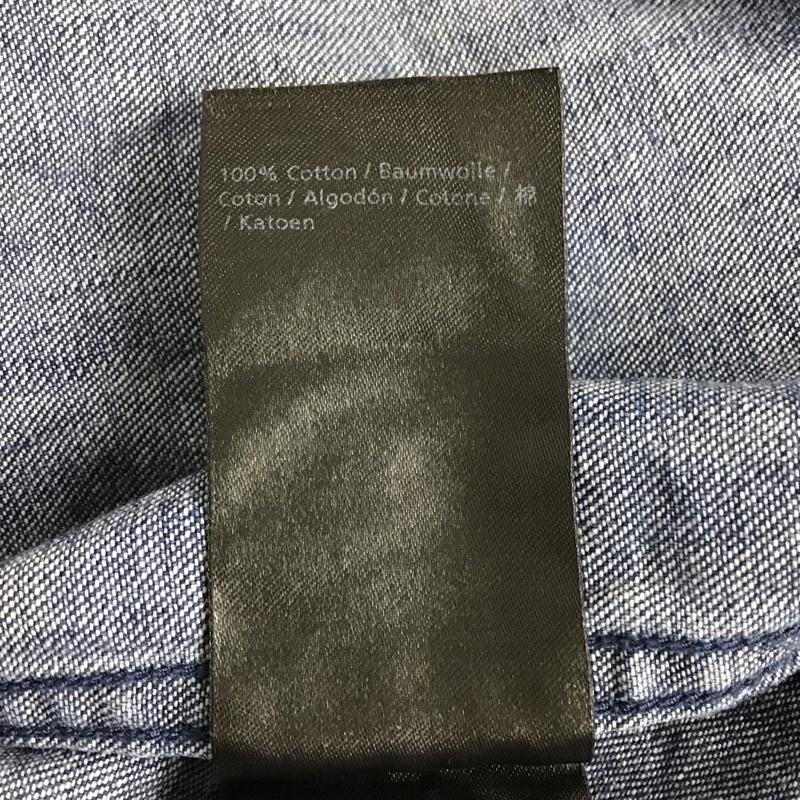 100% Cotton / Baumwolle /
Coton / Algodón / Cotone / 棉
/ Katoen